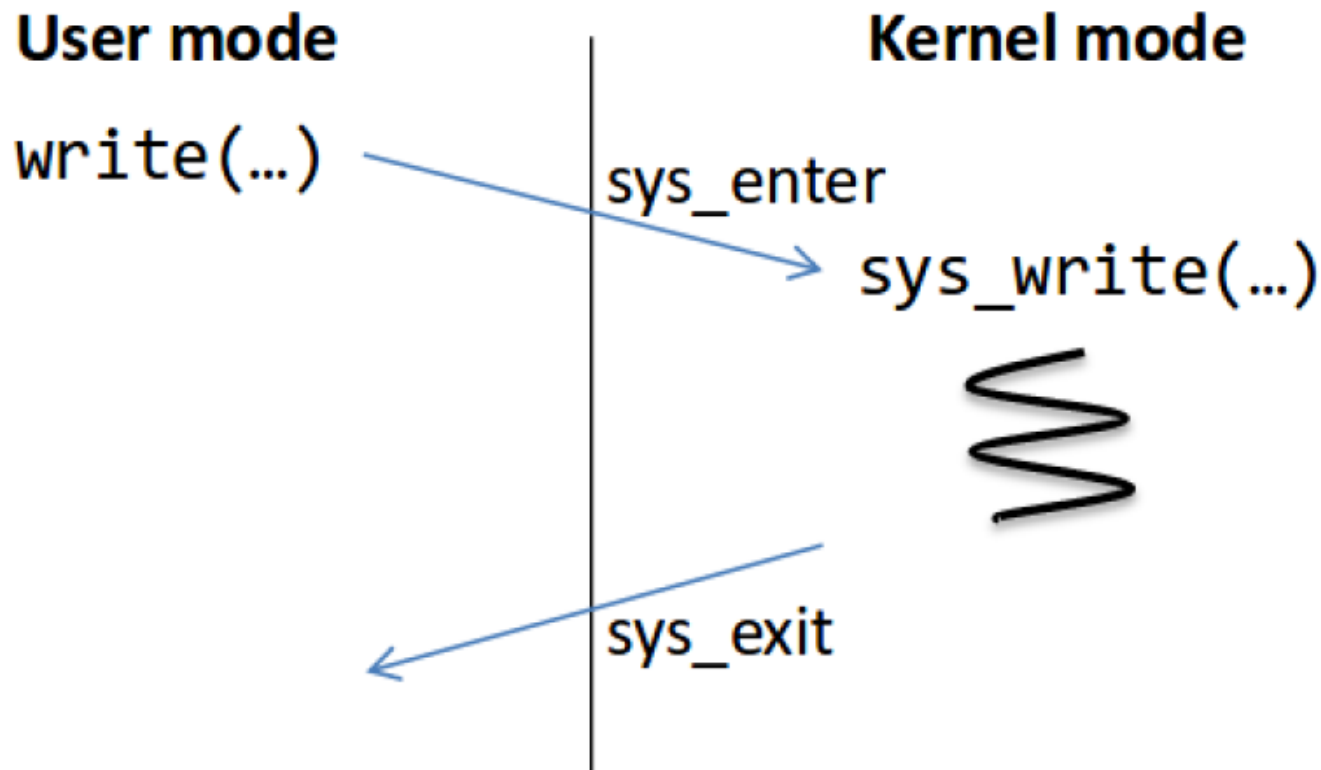 User mode
Kernel mode
write(…)
sys_enter
sys_write(…)
sys_exit